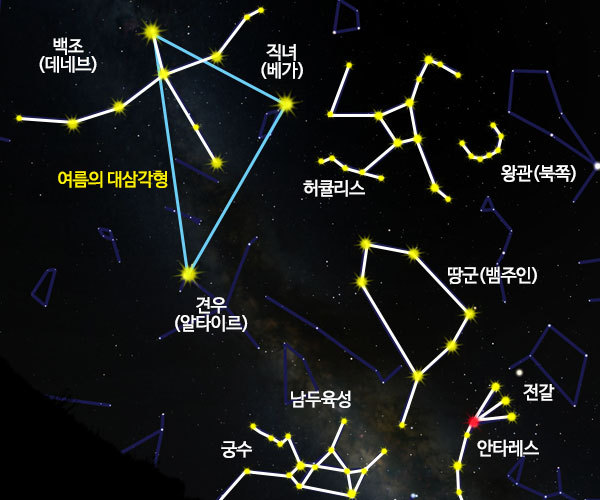 백조
(데네브)
직녀
(베가)
여름의 대삼각형
허큘리스
왕관(북쪽)
견우
(알타이르)
땅군(뱀주인)
남두육성
전갈
궁수
안타레스